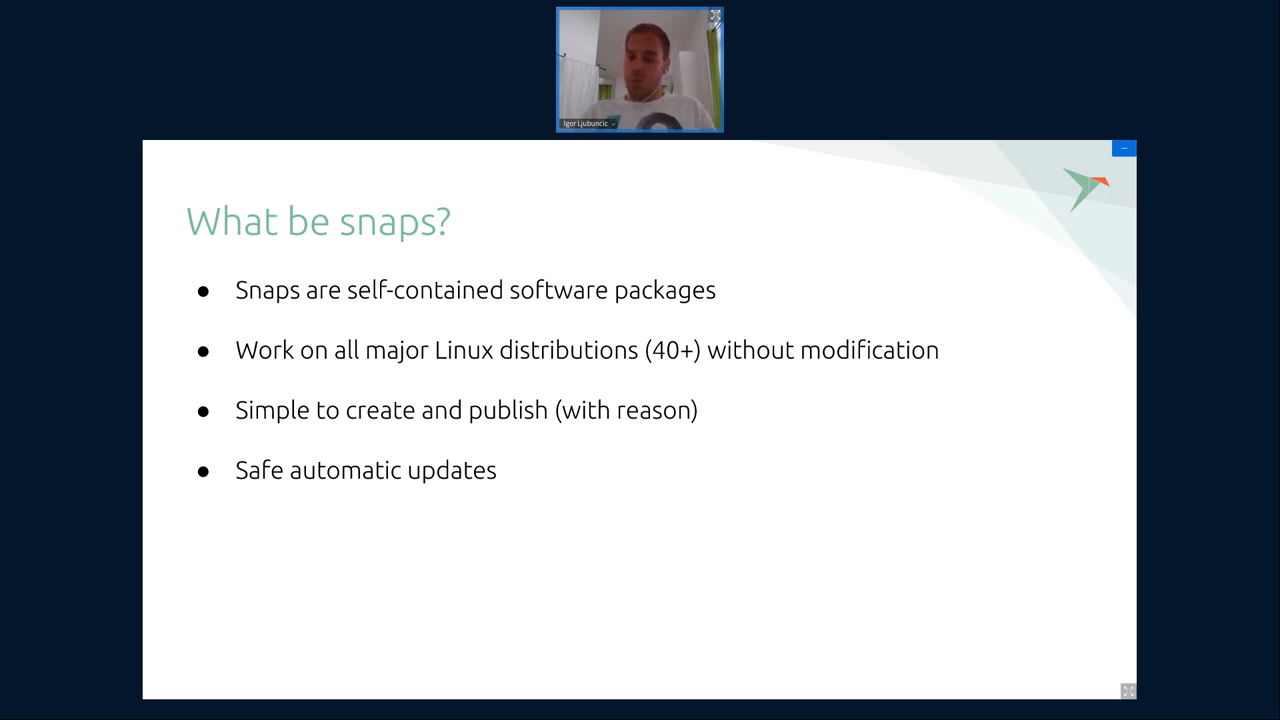 Igor Ljubuncic
What be snaps?
● Snaps are self-contained software packages
● Work on all major Linux distributions (40+) without modification
● Simple to create and publish (with reason)
● Safe automatic updates